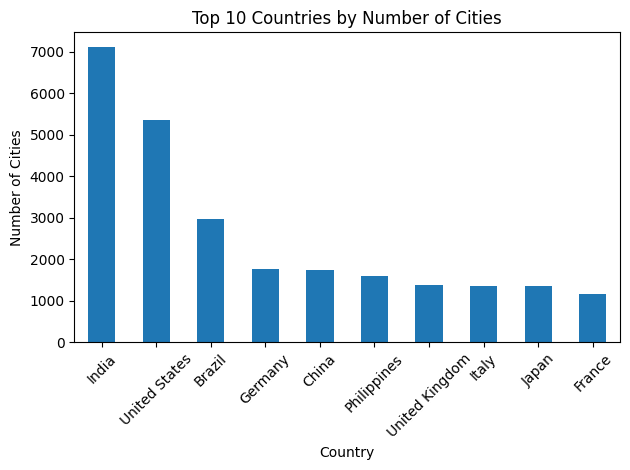 Top 10 Countries by Number of Cities
Number of Cities
7000
6000
5000
4000
3000
2000
1000
0
India
United States
Brazil
Germany
China
Philippines
United Kingdom
Italy
Japan
France
Country